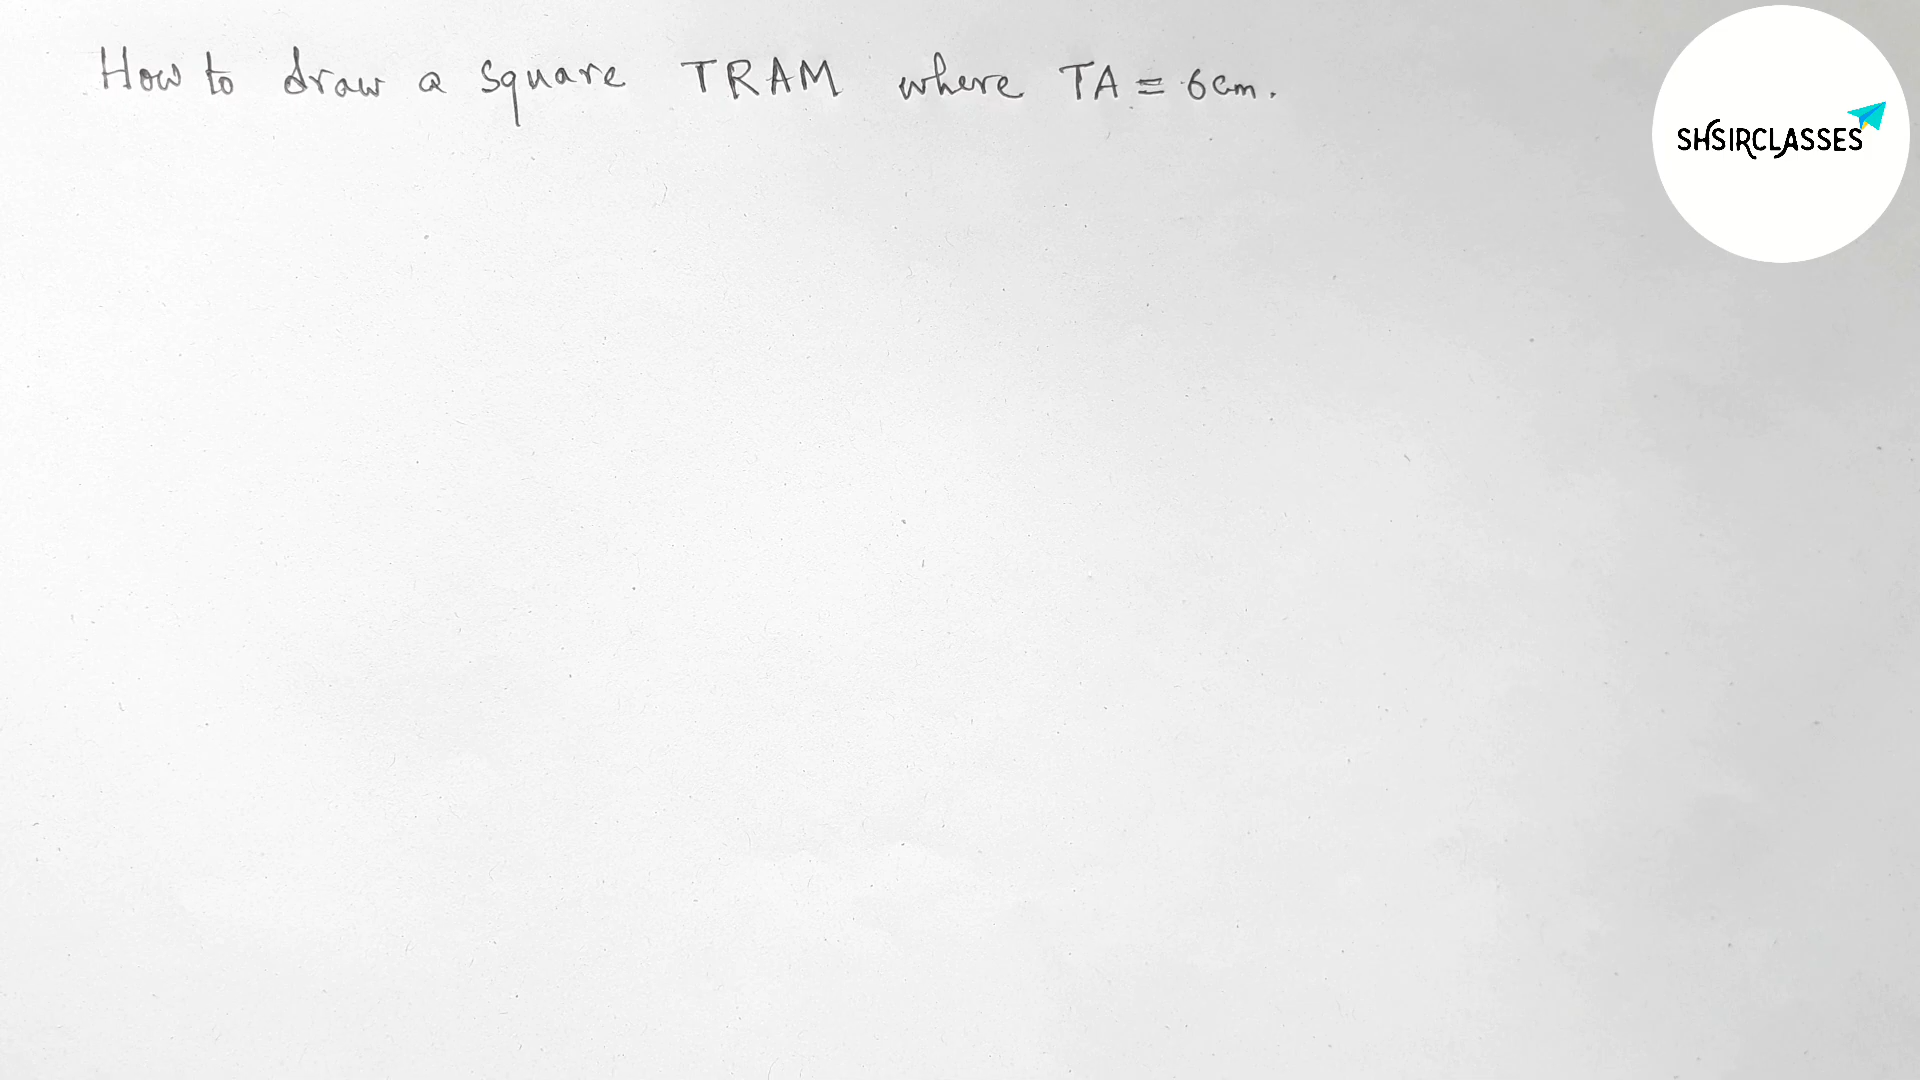 How to draw a square TRAM where TA = 6cm.
SHSIRCLASSES